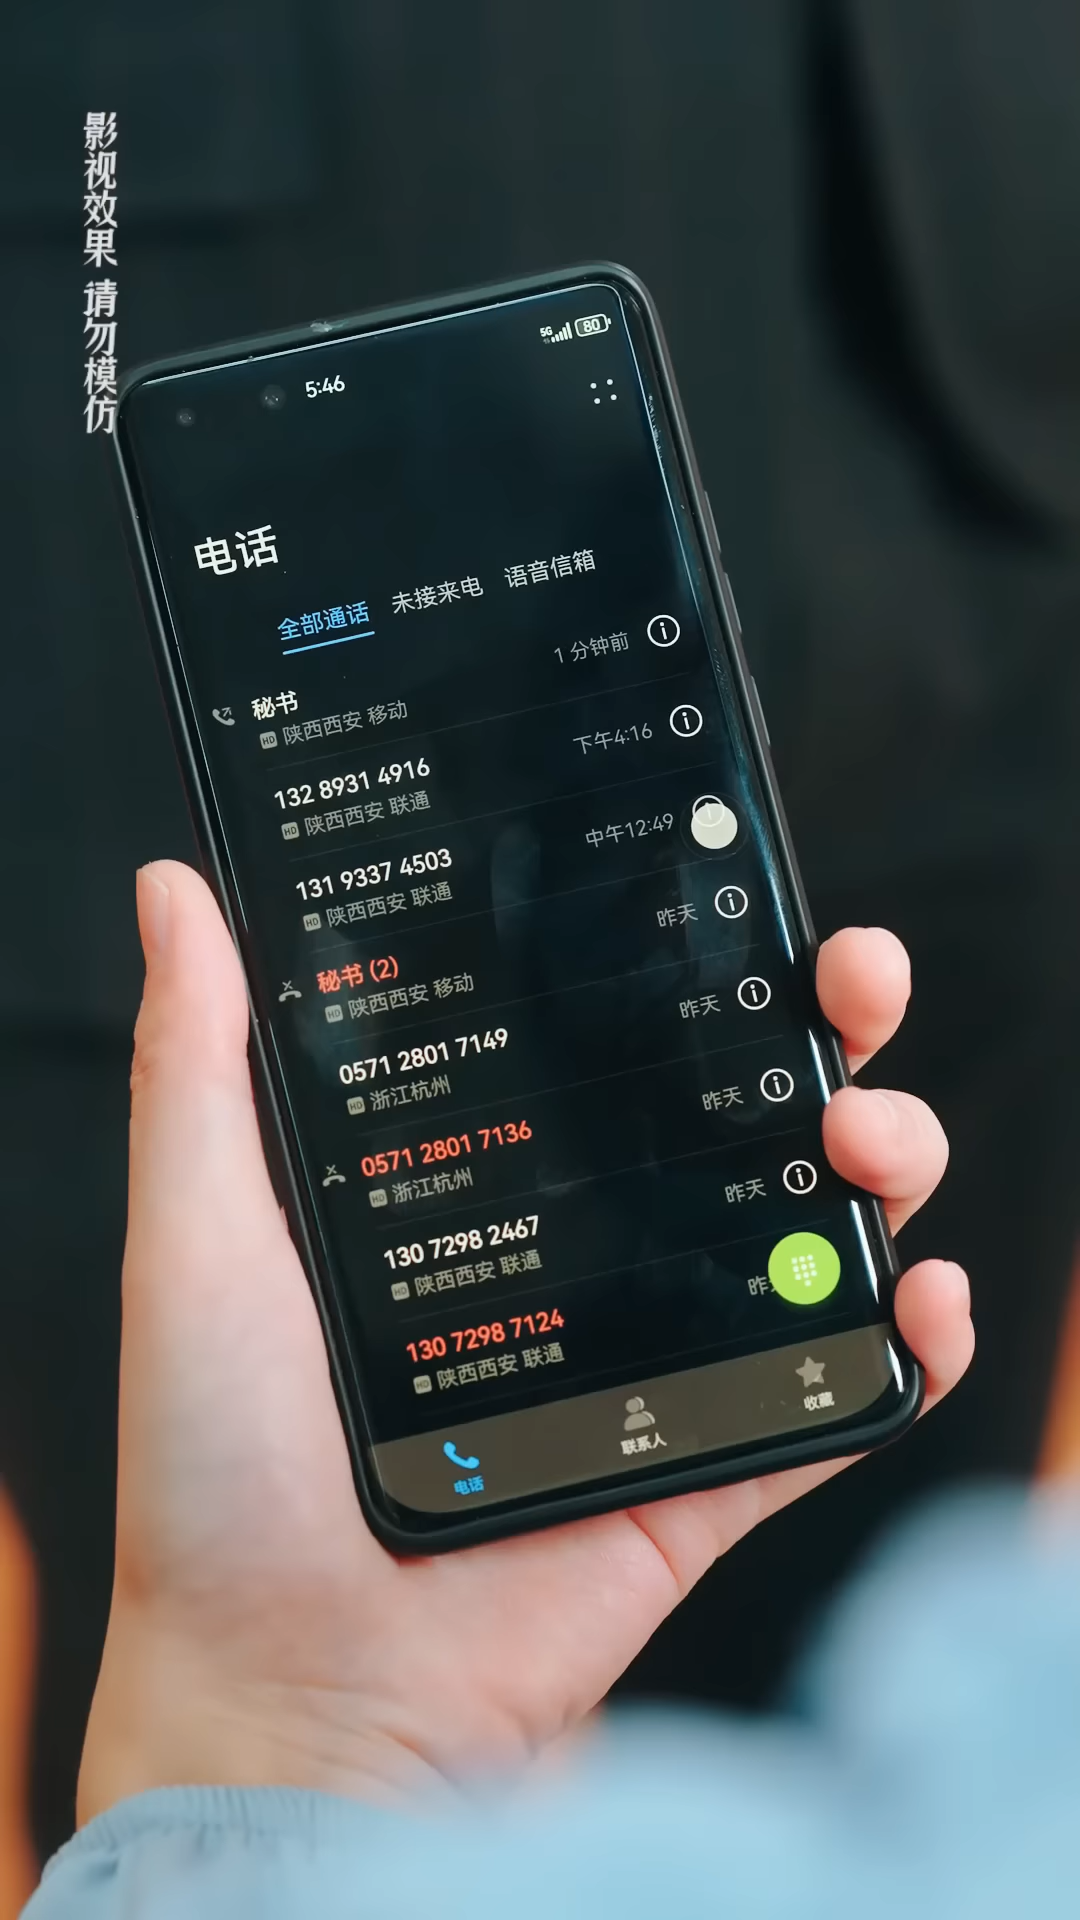 影视效果 请勿模仿
5G 80
5:46
电话
全部通话 未接来电 语音信箱
秘书 1 分钟前
HD 陕西西安 移动
132 8931 4916 下午4:16
HD 陕西西安 联通
131 9337 4503 中午12:49
HD 陕西西安 联通
秘书 (2) 昨天
HD 陕西西安 移动
0571 2801 7149 昨天
HD 浙江杭州
0571 2801 7136 昨天
HD 浙江杭州
130 7298 2467 昨天
HD 陕西西安 联通
130 7298 7124 昨
HD 陕西西安 联通
电话 联系人 收藏